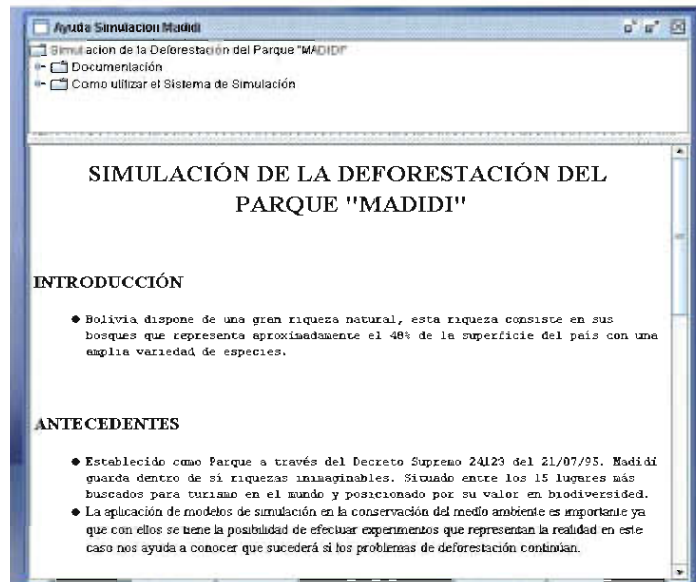 Ayuda Simulacion Madidi
Simulacion de la Deforestación del Parque "MADIDI"
Documentación
Como utilizar el Sistema de Simulación
SIMULACIÓN DE LA DEFORESTACIÓN DEL
PARQUE "MADIDI"
INTRODUCCIÓN
● Bolivia dispone de una gran riqueza natural, esta riqueza consiste en sus
bosques que representa aproximadamente el 48% de la superficie del país con una
amplia variedad de especies.
ANTECEDENTES
● Establecido como Parque a través del Decreto Supremo 24123 del 21/07/95. Madidi
guarda dentro de sí riquezas inimaginables. Situado entre los 15 lugares más
buscados para turismo en el mundo y posicionado por su valor en biodiversided.
● La aplicación de modelos de simulación en la conservación del medio ambiente es importante ya
que con ellos se tiene la posibilidad de efectuar experimentos que representan la realidad en este
caso nos ayuda a conocer que sucederá si los problemas de deforestación continúan.